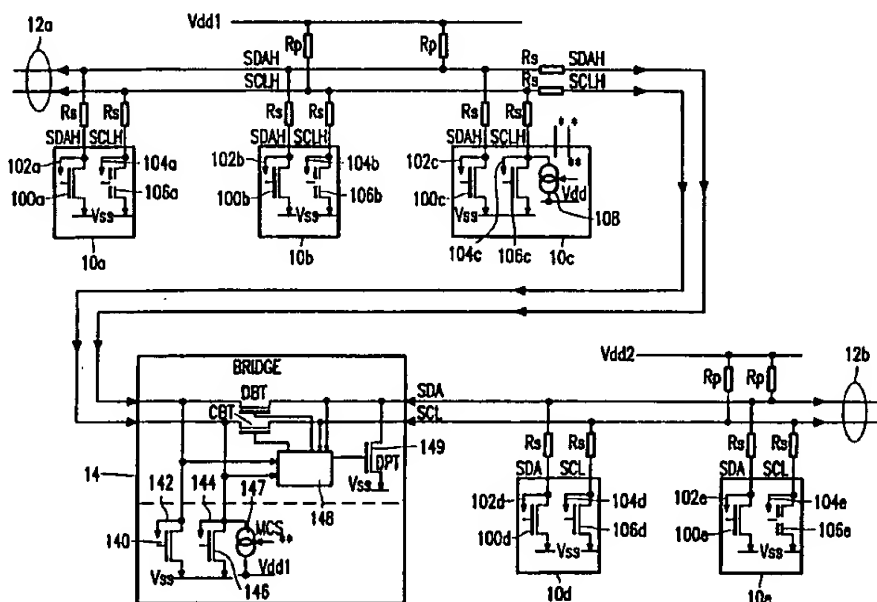 12a
Vdd1
Rp
Rp
SDAH
Rs
SDAH
SCLH
Rs
SCLH
Rs
Rs
Rs
Rs
Rs
Rs
SDAH
SCLH
SDAH
SCLH
SDAH
SCLH
* *
**
102a
104a
102b
104b
102c
100a
106a
100b
106b
100c
Vdd
Vss
Vss
Vss
108
104c
106c
10c
10a
10b
BRIDGE
Vdd2
12b
DBT
SDA
Rp
Rp
CBT
SCL
149
Rs
Rs
Rs
Rs
14
DPT
SDA
SCL
SDA
SCL
Vss
142
144
147
148
102d
104d
102e
104e
140
MCS
**
100d
106d
100e
106e
Vss
Vdd1
Vss
Vss
146
10d
10e